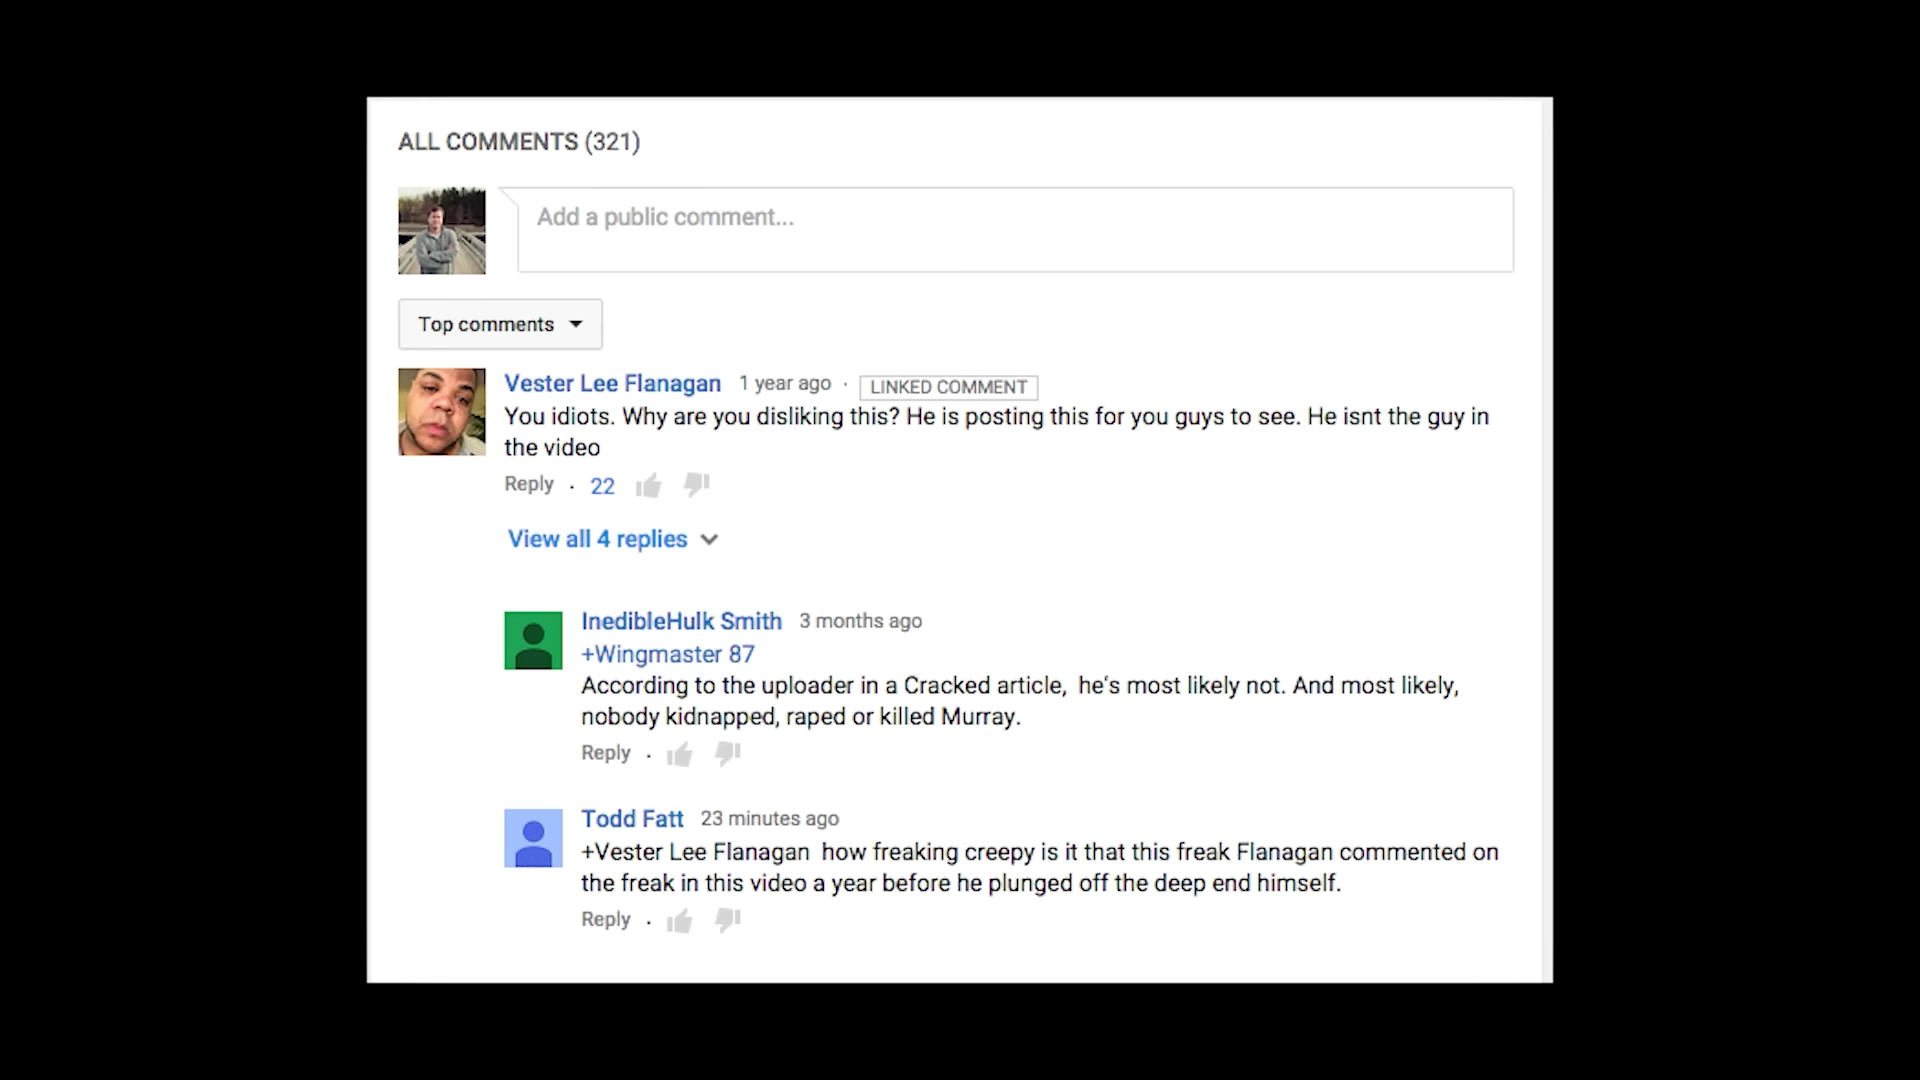 ALL COMMENTS (321)
Add a public comment...
Top comments
Vester Lee Flanagan 1 year ago · LINKED COMMENT
You idiots. Why are you disliking this? He is posting this for you guys to see. He isnt the guy in
the video
Reply · 22
View all 4 replies
InedibleHulk Smith 3 months ago
+Wingmaster 87
According to the uploader in a Cracked article, he's most likely not. And most likely,
nobody kidnapped, raped or killed Murray.
Reply ·
Todd Fatt 23 minutes ago
+Vester Lee Flanagan how freaking creepy is it that this freak Flanagan commented on
the freak in this video a year before he plunged off the deep end himself.
Reply ·